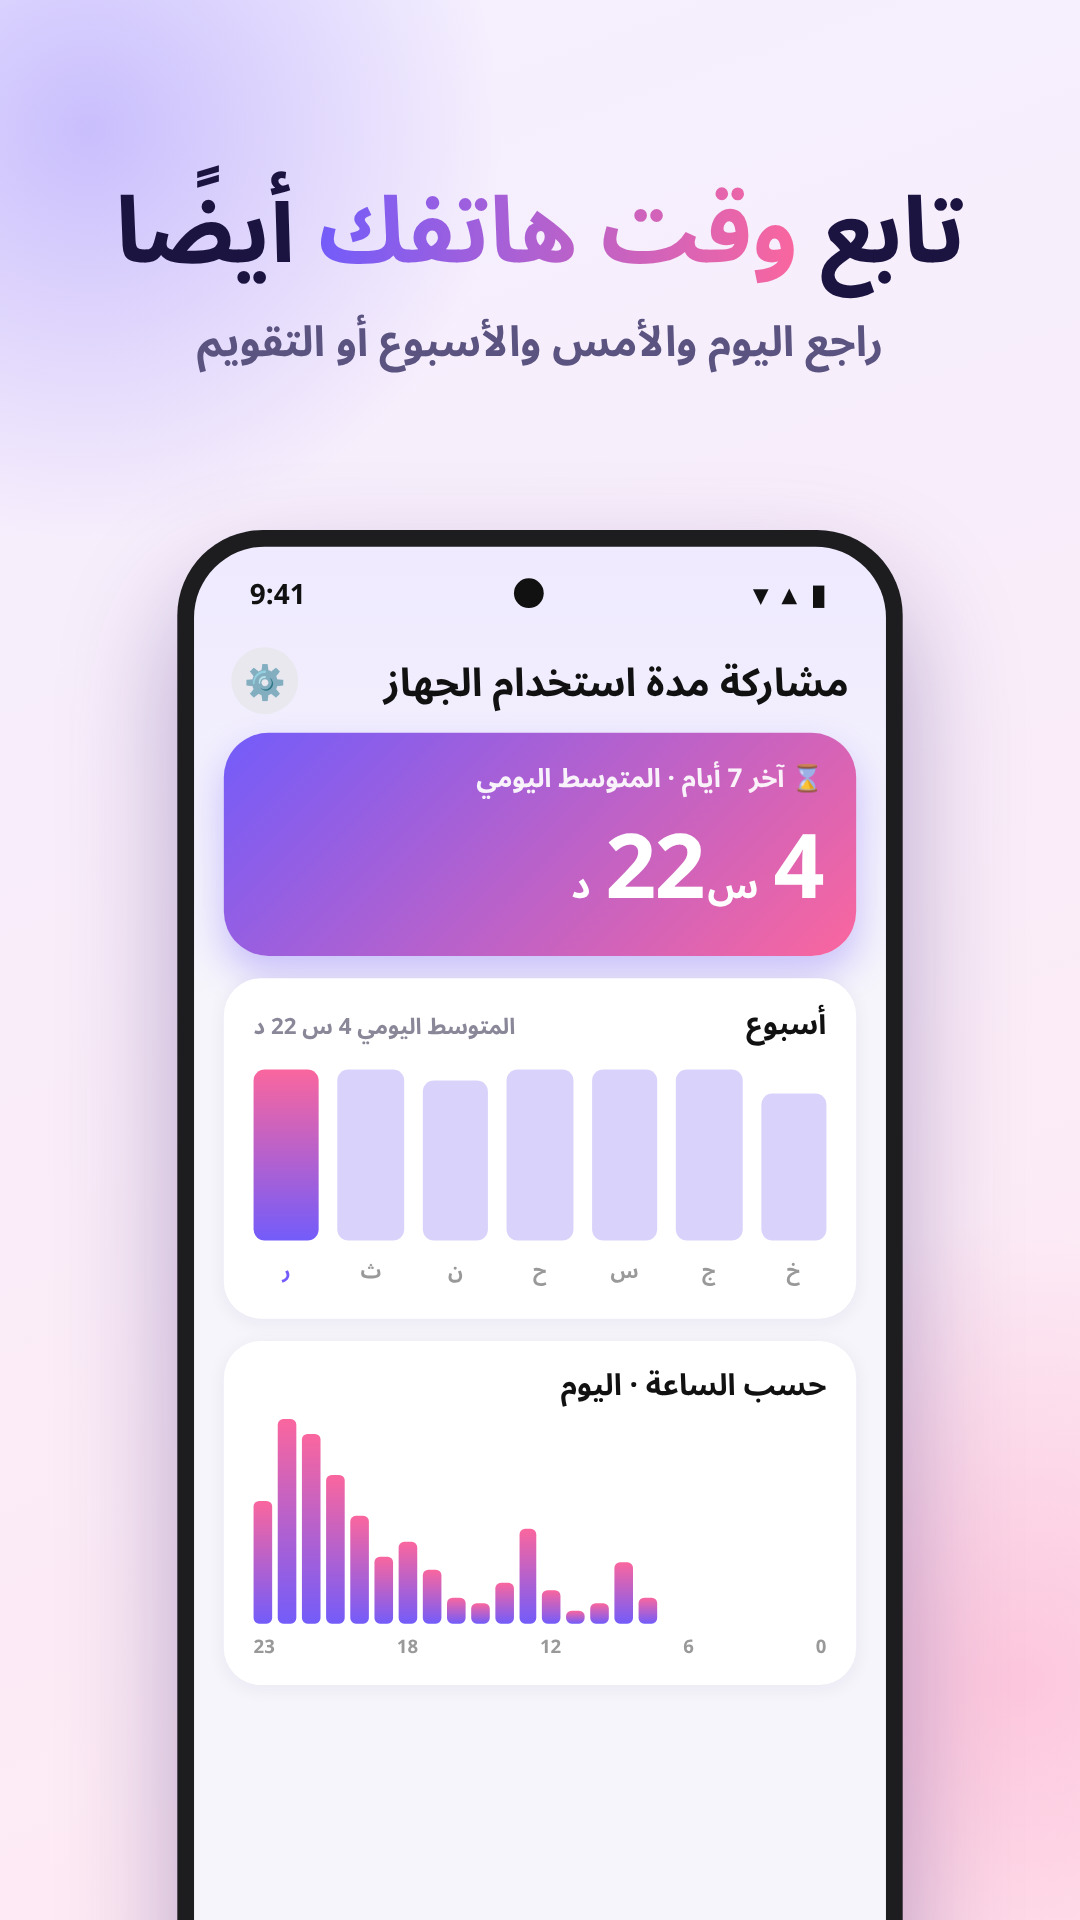 تابع وقت هاتفك أيضًا
راجع اليوم والأمس والأسبوع أو التقويم
9:41
مشاركة مدة استخدام الجهاز
آخر 7 أيام · المتوسط اليومي
4 س 22 د
أسبوع
المتوسط اليومي 4 س 22 د
خ ج س ح ن ث ر
حسب الساعة · اليوم
0 6 12 18 23